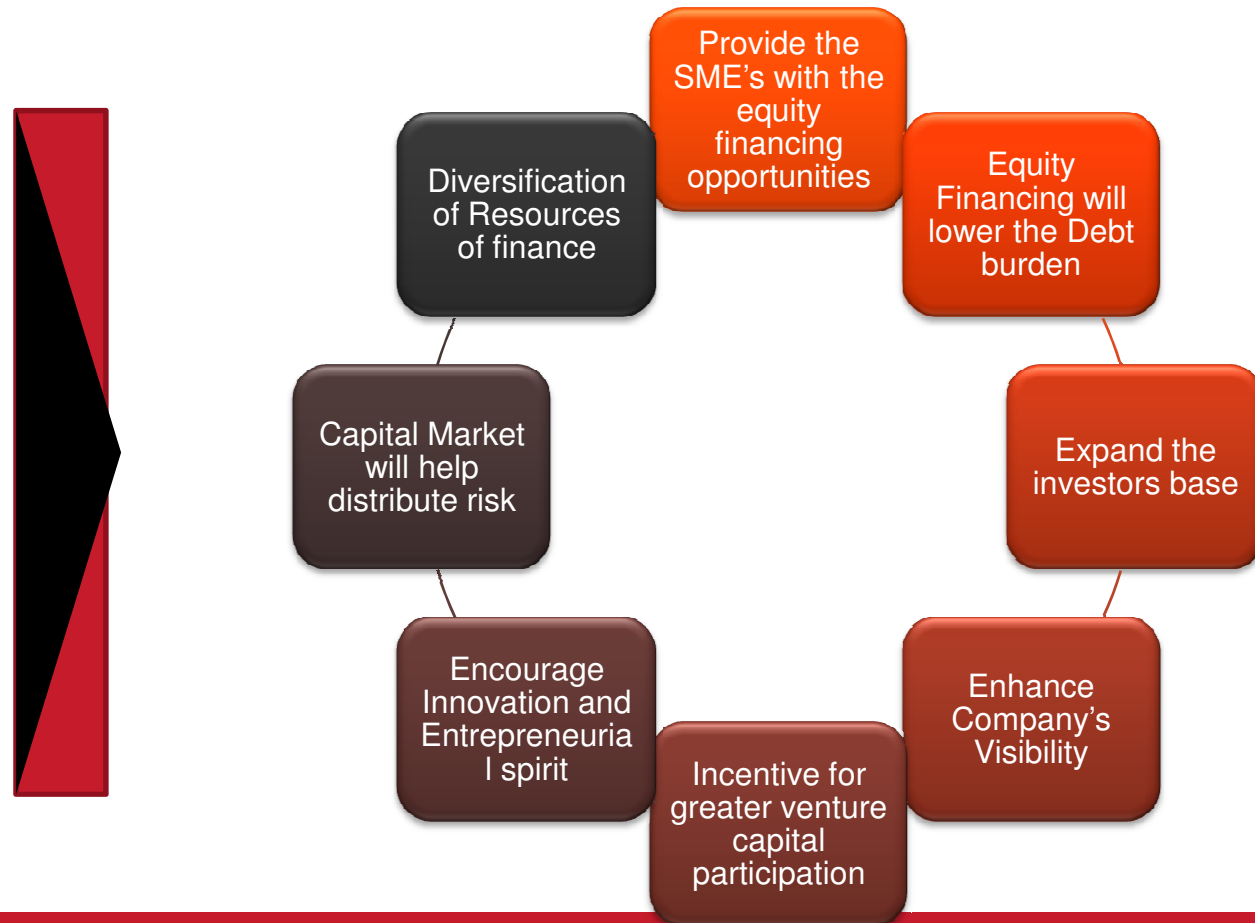 Provide the
SME's with the
equity
financing
opportunities
Equity
Financing will
lower the Debt
burden
Expand the
investors base
Enhance
Company's
Visibility
Incentive for
greater venture
capital
participation
Encourage
Innovation and
Entrepreneuria
l spirit
Capital Market
will help
distribute risk
Diversification
of Resources
of finance